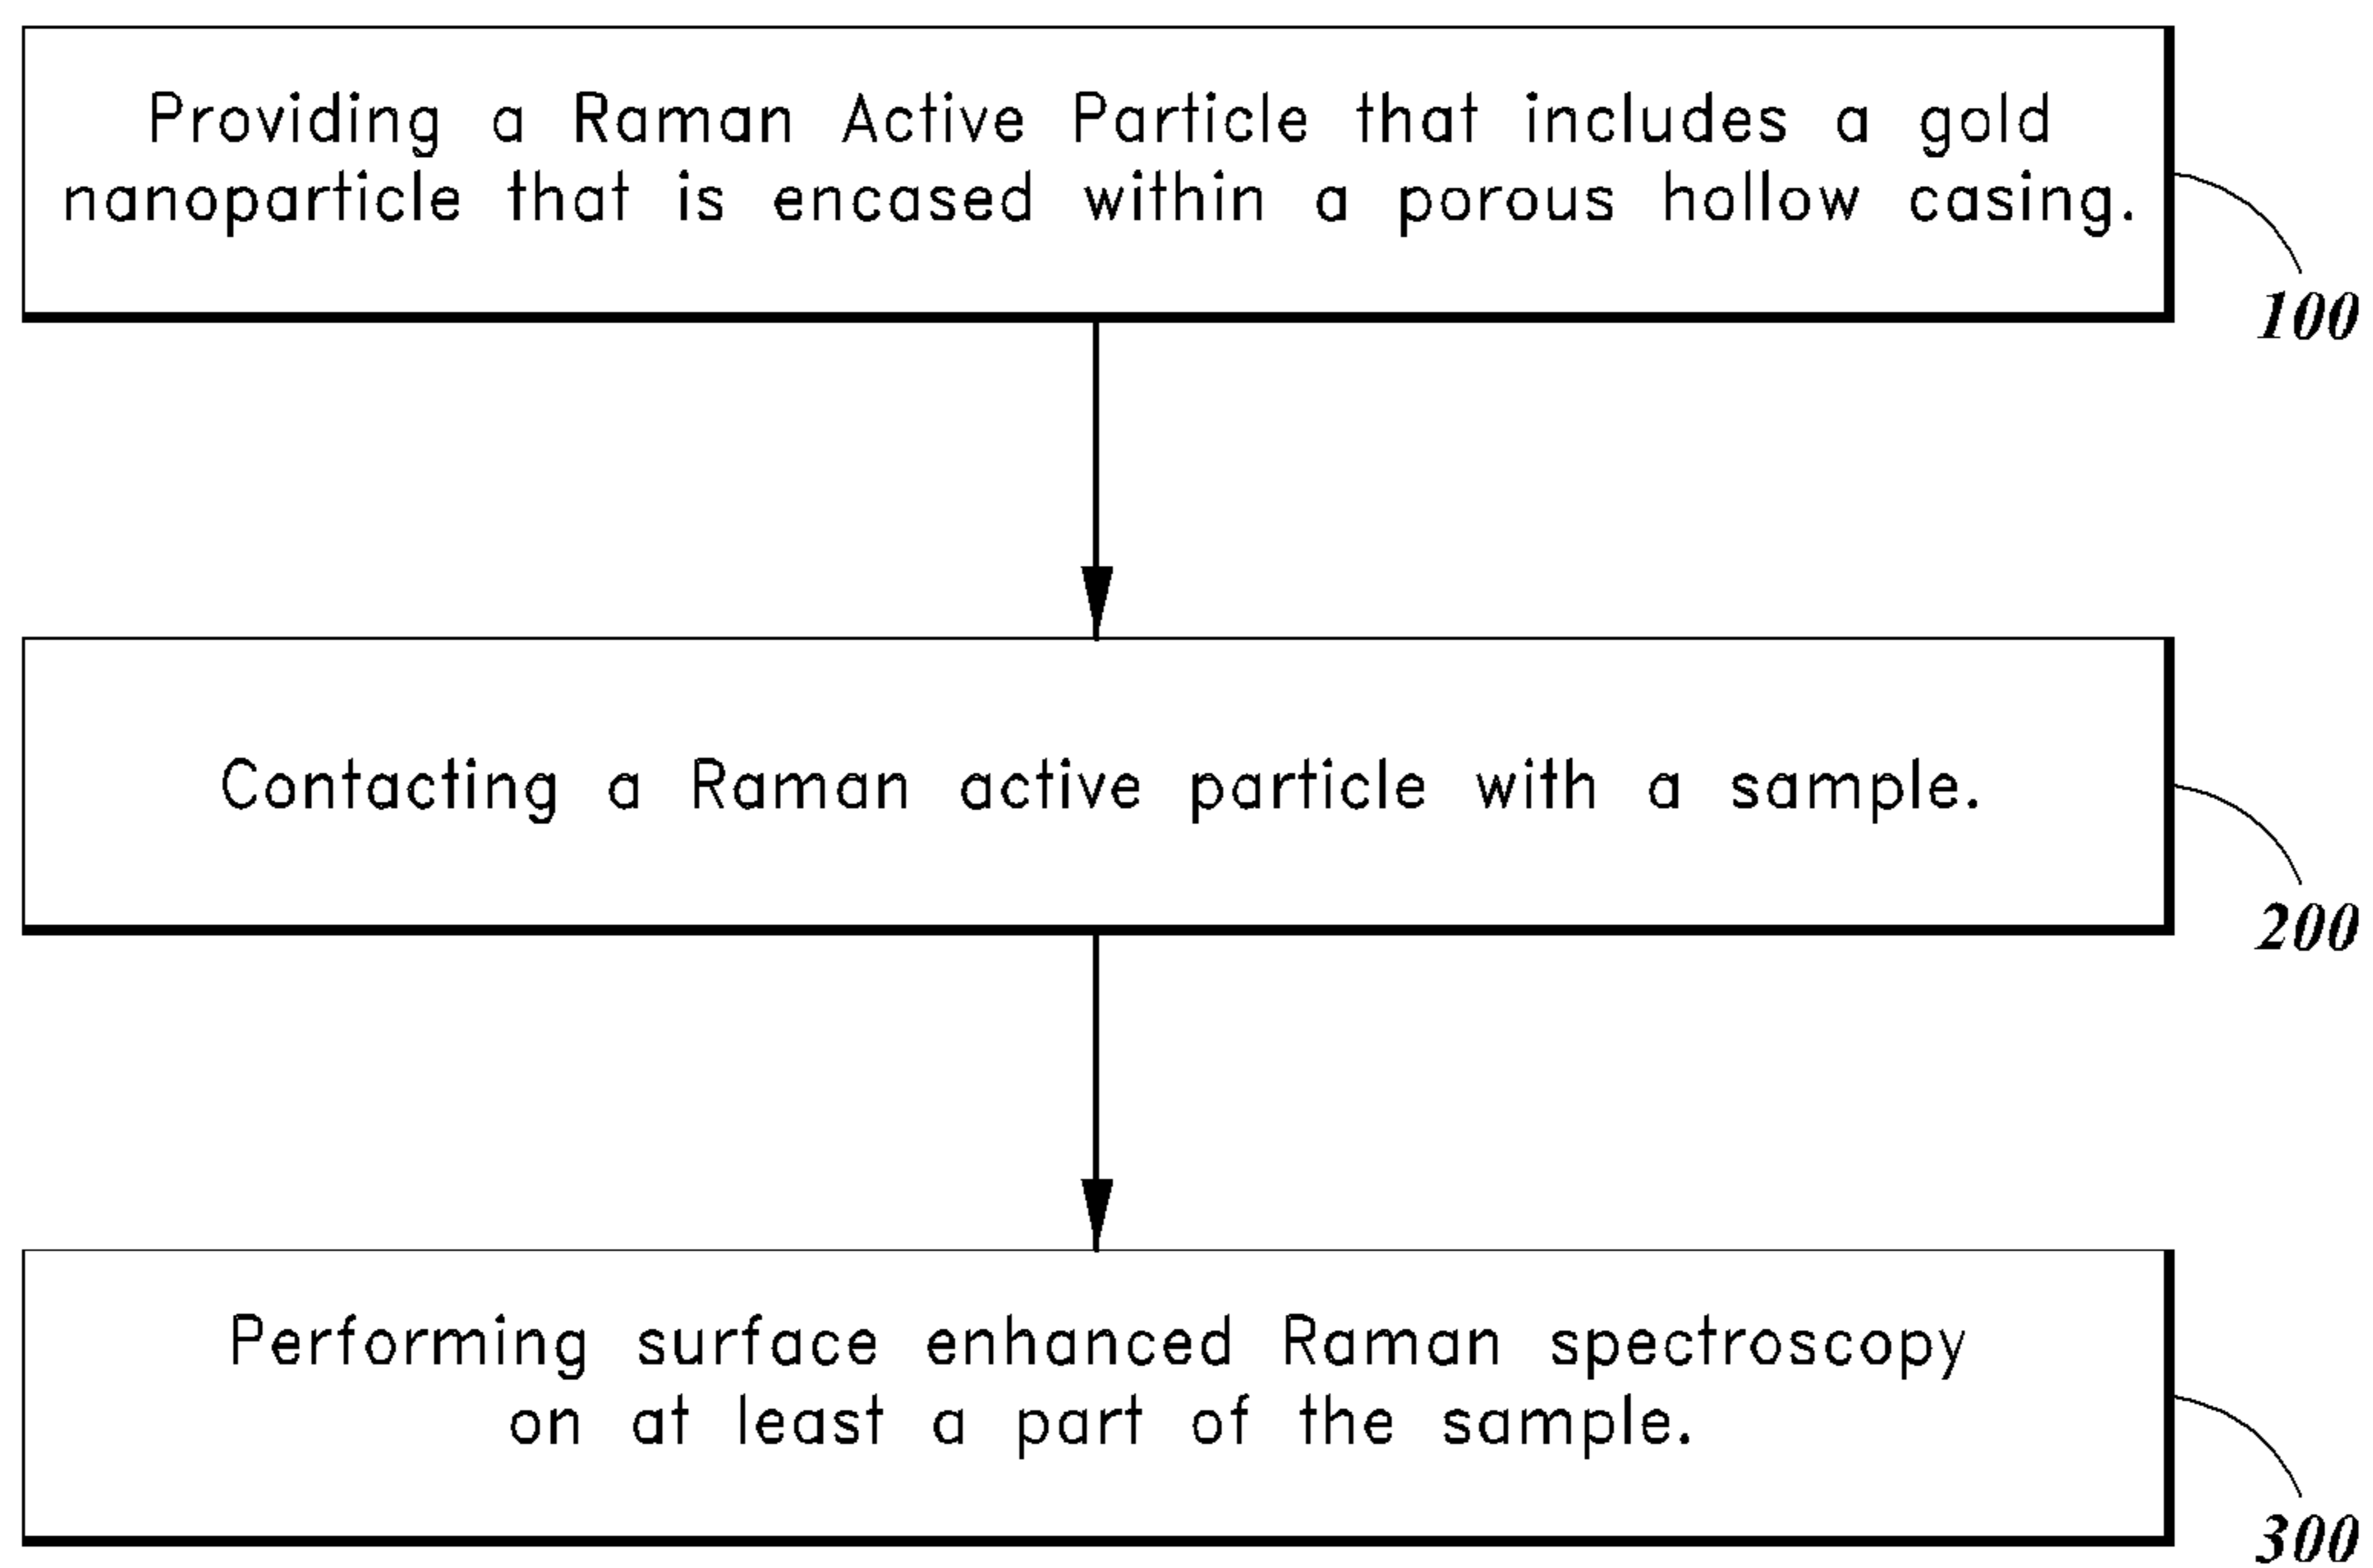 Providing a Raman Active Particle that includes a gold
nanoparticle that is encased within a porous hollow casing.
100
Contacting a Raman active particle with a sample.
200
Performing surface enhanced Raman spectroscopy
on at least a part of the sample.
300